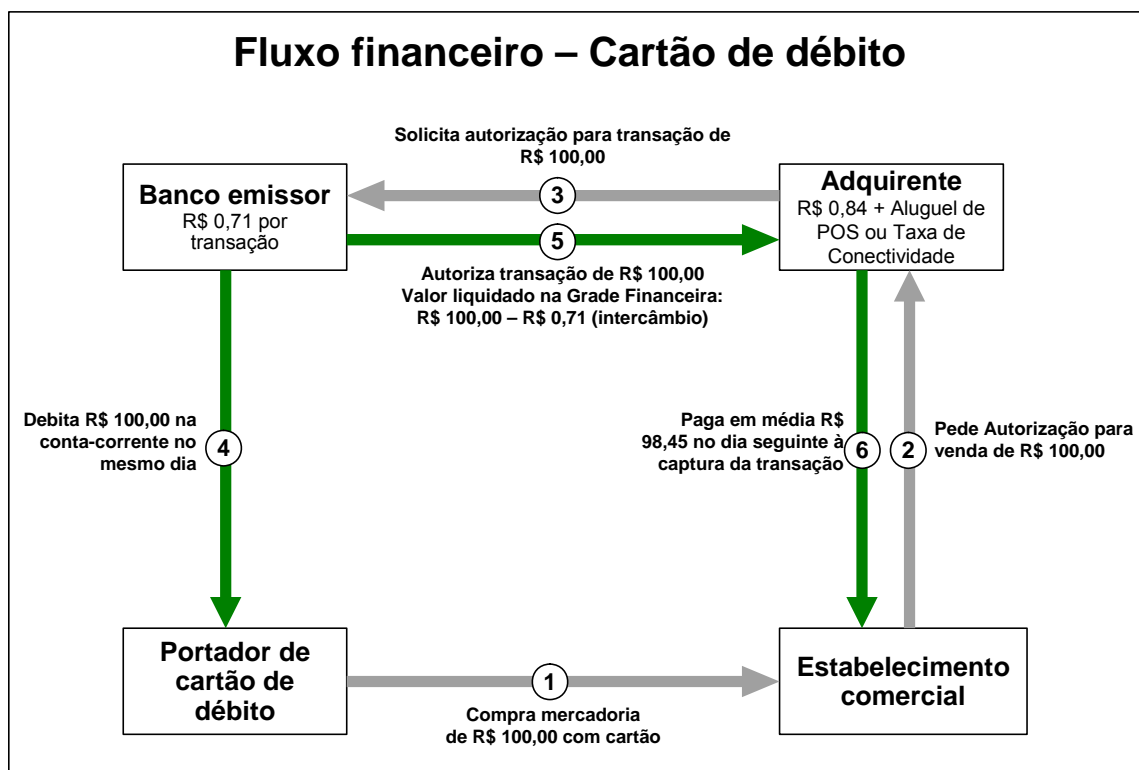 Fluxo financeiro – Cartão de débito
Solicita autorização para transação de
R$ 100,00
3
Banco emissor
R$ 0,71 por
transação
Adquirente
R$ 0,84 + Aluguel de
POS ou Taxa de
Conectividade
5
Autoriza transação de R$ 100,00
Valor liquidado na Grade Financeira:
R$ 100,00 – R$ 0,71 (intercâmbio)
Debita R$ 100,00 na
conta-corrente no
mesmo dia
4
Paga em média R$
98,45 no dia seguinte à
captura da transação
6
2
Pede Autorização para
venda de R$ 100,00
Portador de
cartão de
débito
1
Compra mercadoria
de R$ 100,00 com cartão
Estabelecimento
comercial